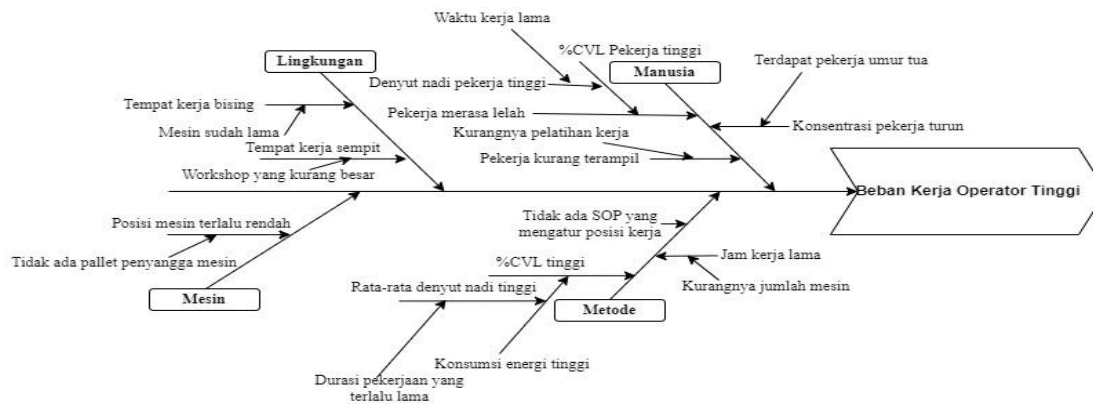 Waktu kerja lama
%CVL Pekerja tinggi
Lingkungan
Manusia
Terdapat pekerja umur tua
Denyut nadi pekerja tinggi
Tempat kerja bising
Pekerja merasa lelah
Konsentrasi pekerja turun
Mesin sudah lama
Kurangnya pelatihan kerja
Tempat kerja sempit
Pekerja kurang terampil
Workshop yang kurang besar
Beban Kerja Operator Tinggi
Posisi mesin terlalu rendah
Tidak ada SOP yang
mengatur posisi kerja
Tidak ada pallet penyangga mesin
%CVL tinggi
Jam kerja lama
Rata-rata denyut nadi tinggi
Kurangnya jumlah mesin
Mesin
Metode
Konsumsi energi tinggi
Durasi pekerjaan yang
terlalu lama